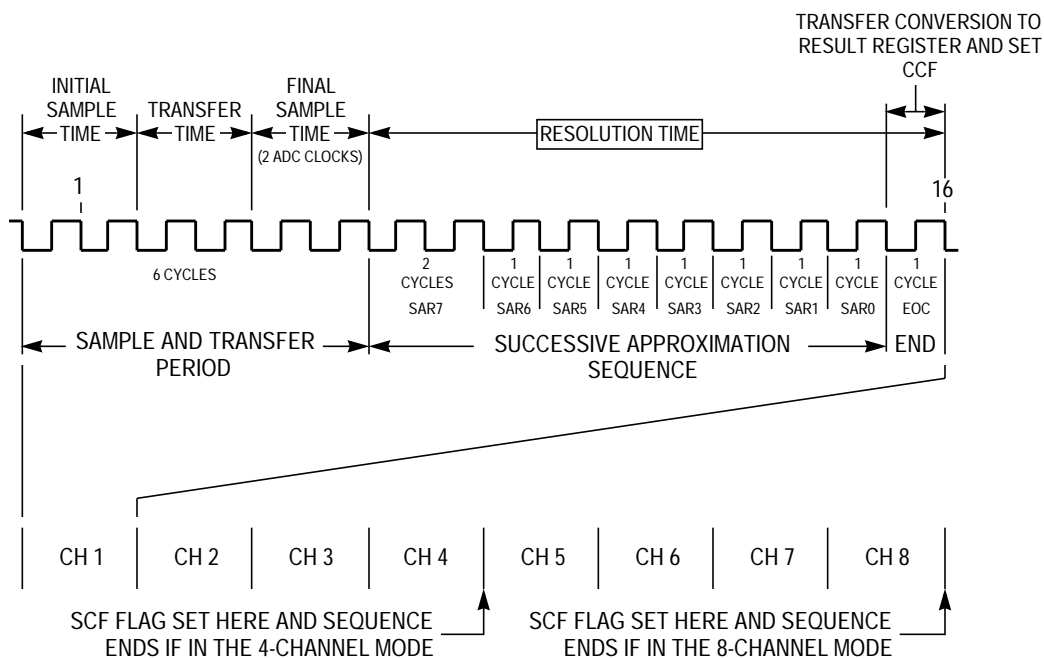 TRANSFER CONVERSION TO
RESULT REGISTER AND SET
CCF
INITIAL
SAMPLE
TIME
TRANSFER
TIME
FINAL
SAMPLE
TIME
(2 ADC CLOCKS)
RESOLUTION TIME
1
16
6 CYCLES
2
CYCLES
SAR7
1
CYCLE
SAR6
1
CYCLE
SAR5
1
CYCLE
SAR4
1
CYCLE
SAR3
1
CYCLE
SAR2
1
CYCLE
SAR1
1
CYCLE
SAR0
1
CYCLE
EOC
SAMPLE AND TRANSFER
PERIOD
SUCCESSIVE APPROXIMATION
SEQUENCE
END
CH 1
CH 2
CH 3
CH 4
CH 5
CH 6
CH 7
CH 8
SCF FLAG SET HERE AND SEQUENCE
ENDS IF IN THE 4-CHANNEL MODE
SCF FLAG SET HERE AND SEQUENCE
ENDS IF IN THE 8-CHANNEL MODE